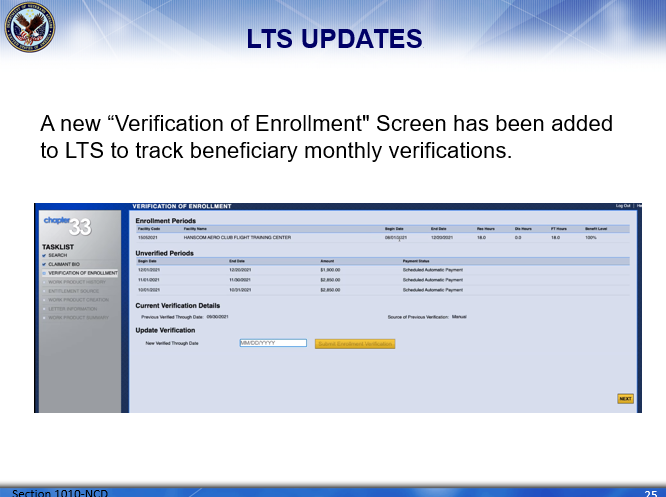 LTS UPDATES
A new “Verification of Enrollment" Screen has been added
to LTS to track beneficiary monthly verifications.
VERIFICATION OF ENROLLMENT
Log Out
chapter 33
Enrollment Periods
Facility Code Facility Name Begin Date End Date Res Hours Dis Hours FT Hours Benefit Level
15052021 HANSCOM AERO CLUB FLIGHT TRAINING CENTER 12/20/2021 18.0 0.0 18.0 100%
TASKLIST
SEARCH
CLAIMANT BIO
VERIFICATION OF ENROLLMENT
WORK PRODUCT HISTORY
ENTITLEMENT SOURCE
WORK PRODUCT CREATION
LETTER INFORMATION
WORK PRODUCT SUMMARY
Unverified Periods
Begin Date End Date Amount Payment Status
12/01/2021 12/20/2021 $1,900.00 Scheduled Automatic Payment
11/01/2021 11/30/2021 $2,850.00 Scheduled Automatic Payment
10/01/2021 10/31/2021 $2,850.00 Scheduled Automatic Payment
Current Verification Details
Previous Verified Through Date: 09/30/2021 Source of Previous Verification: Manual
Update Verification
New Verified Through Date MM/DD/YYYY Submit Enrollment Verification
NEXT
Section 1010-NCD
25